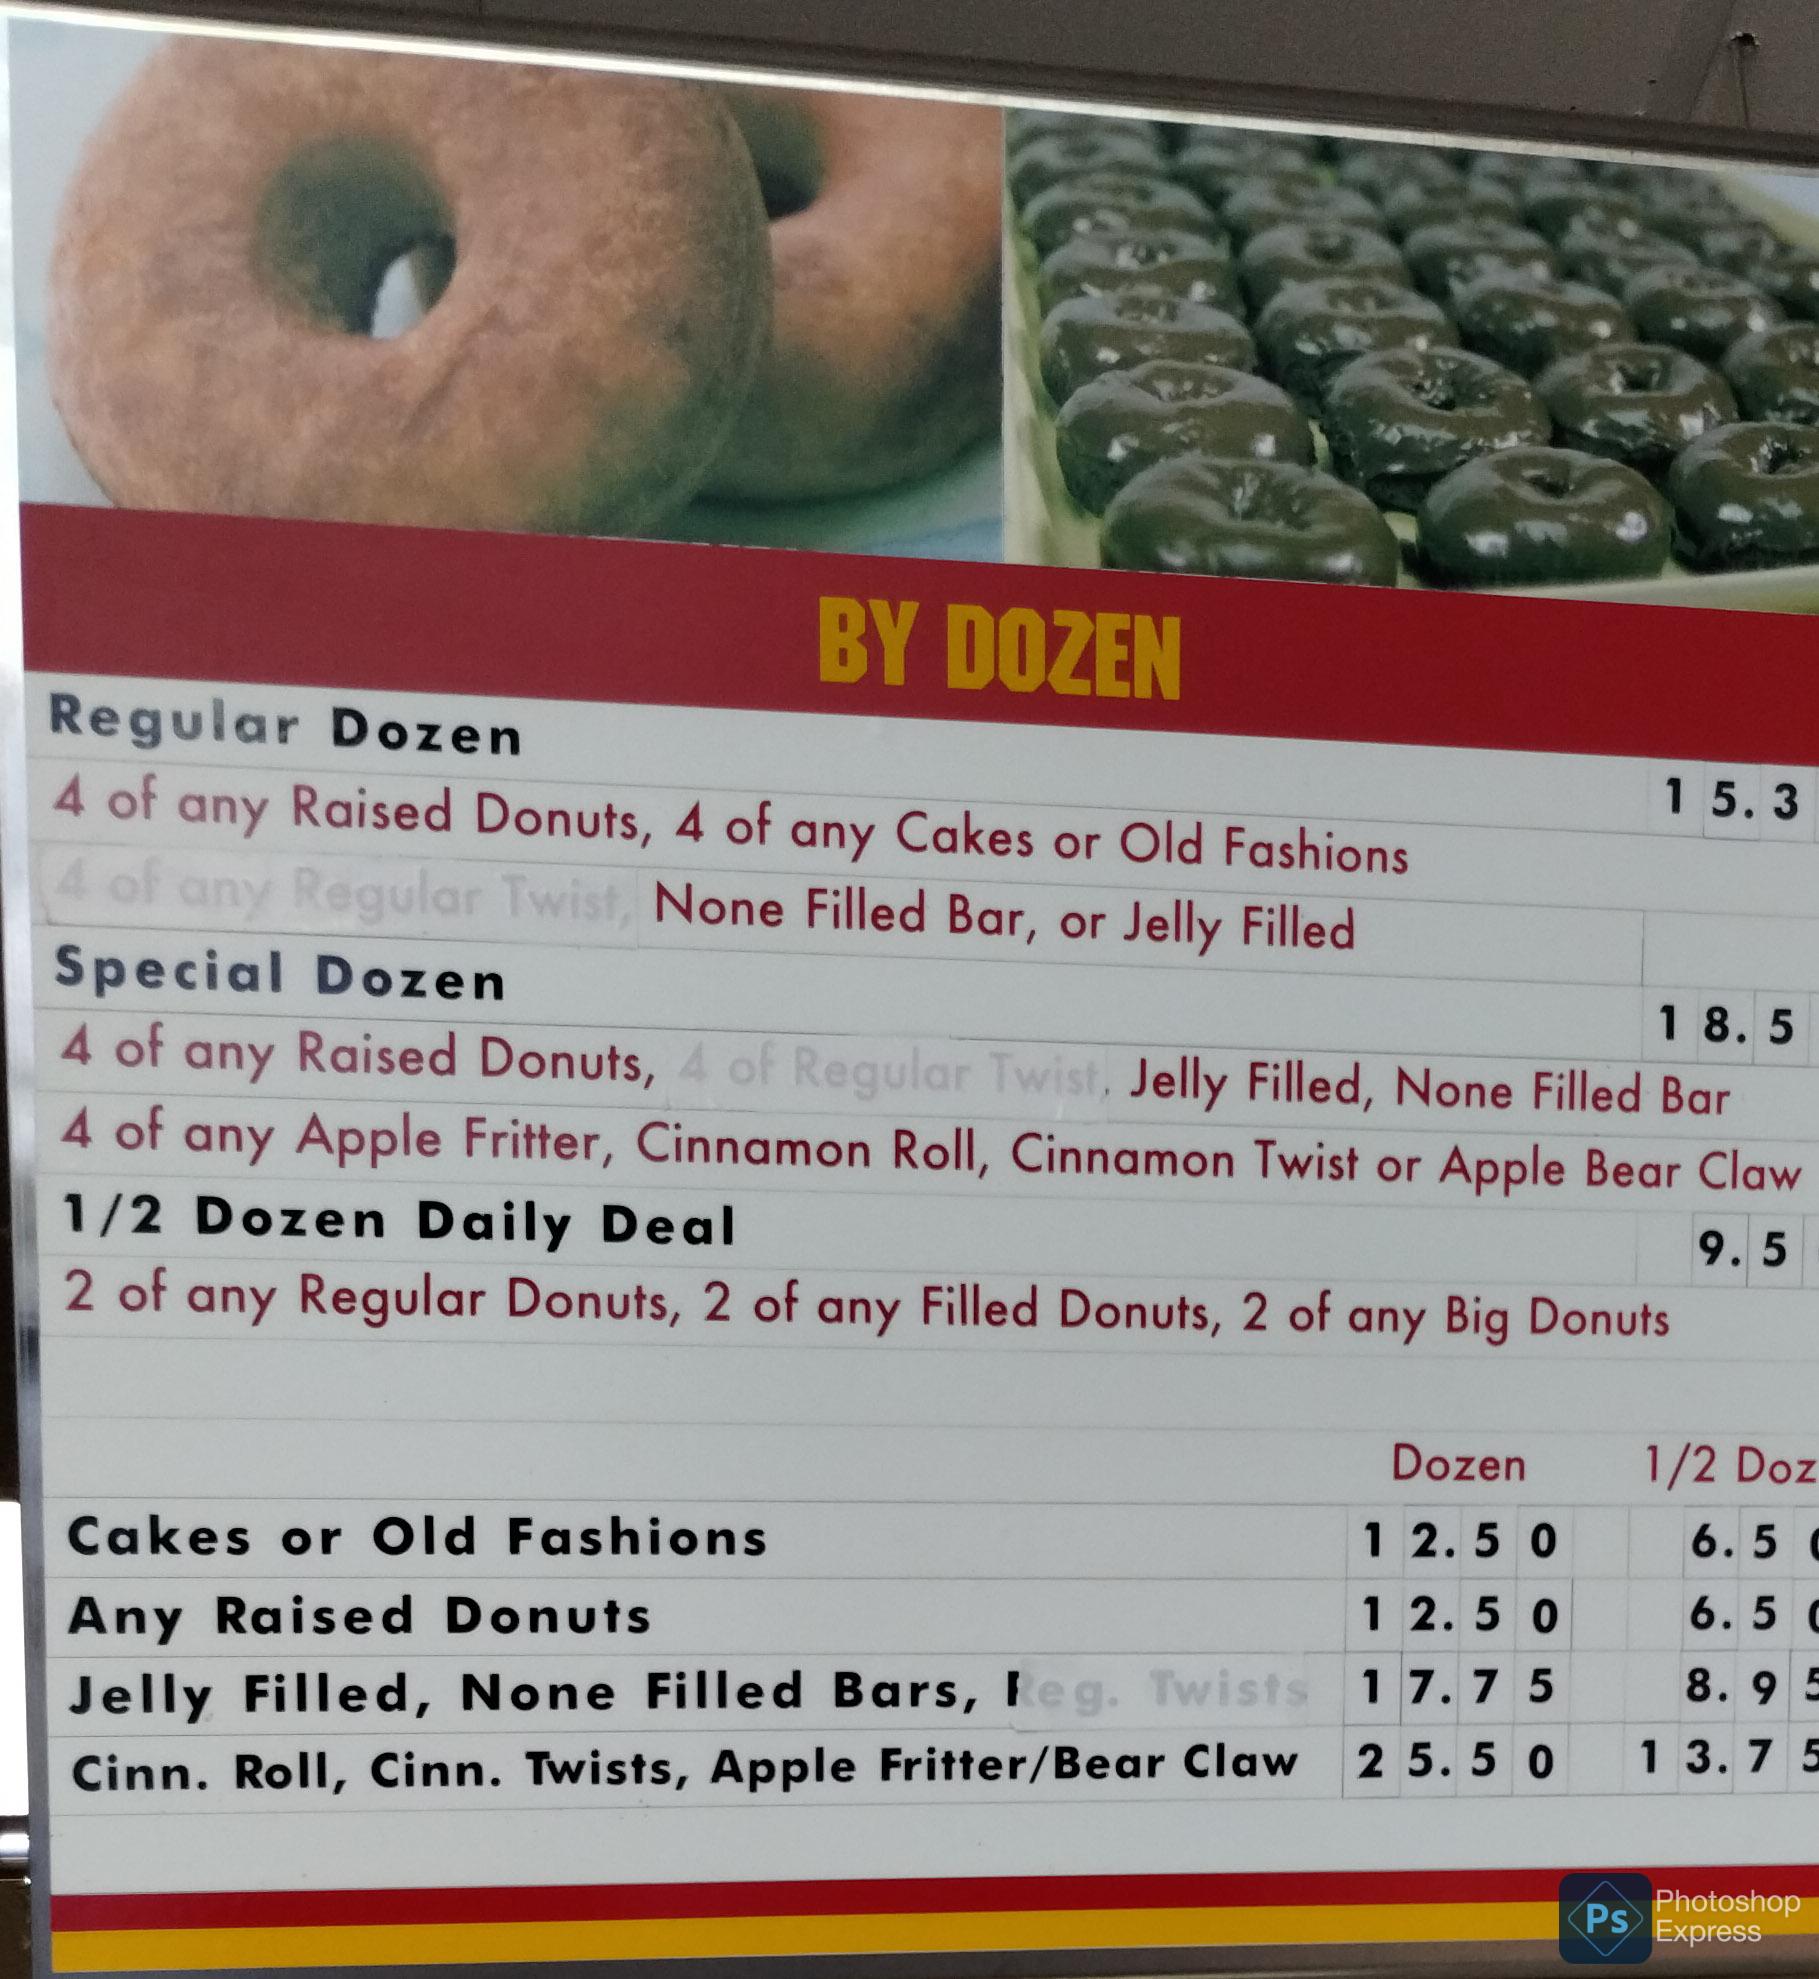 BY DOZEN
Regular Dozen
15.3
4 of any Raised Donuts, 4 of any Cakes or Old Fashions
4 of any Regular Twist, None Filled Bar, or Jelly Filled
Special Dozen
18.5
4 of any Raised Donuts, 4 of Regular Twist, Jelly Filled, None Filled Bar
4 of any Apple Fritter, Cinnamon Roll, Cinnamon Twist or Apple Bear Claw
1/2 Dozen Daily Deal
9.5
2 of any Regular Donuts, 2 of any Filled Donuts, 2 of any Big Donuts
Dozen 1/2 Doz
Cakes or Old Fashions 12.50 6.50
Any Raised Donuts 12.50 6.50
Jelly Filled, None Filled Bars, Reg. Twists 17.75 8.95
Cinn. Roll, Cinn. Twists, Apple Fritter/Bear Claw 25.50 13.75
Ps Photoshop
Express